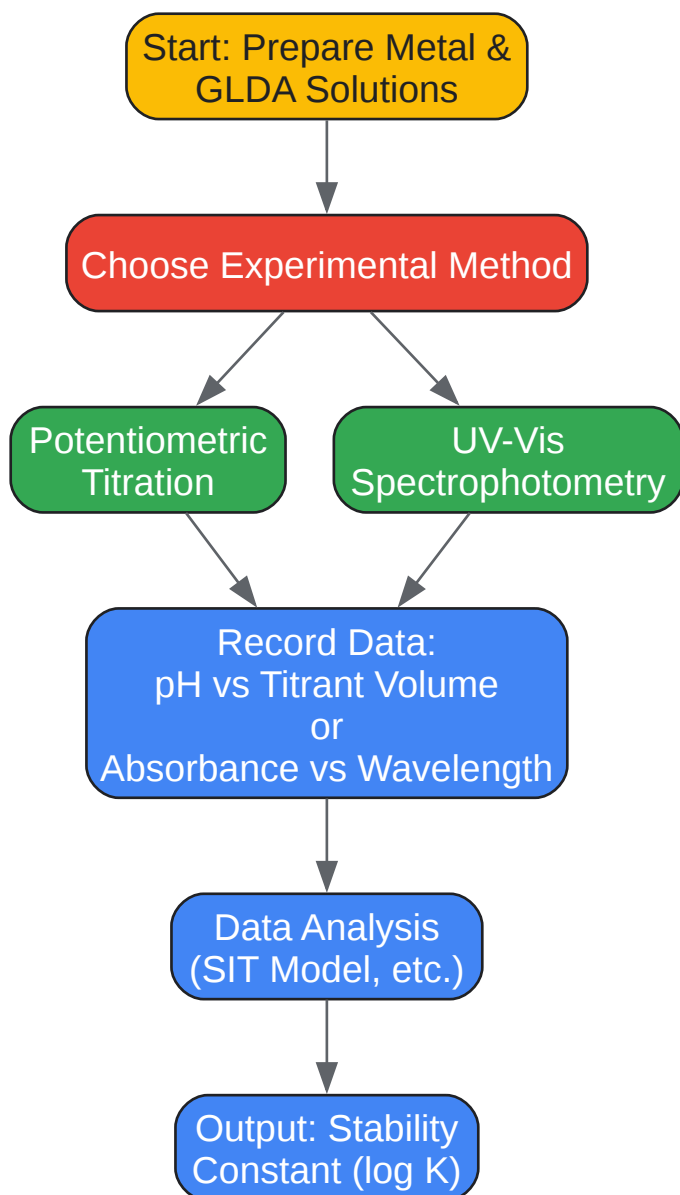 Start: Prepare Metal &
GLDA Solutions
Choose Experimental Method
Potentiometric
Titration
UV-Vis
Spectrophotometry
Record Data:
pH vs Titrant Volume
or
Absorbance vs Wavelength
Data Analysis
(SIT Model, etc.)
Output: Stability
Constant (log K)